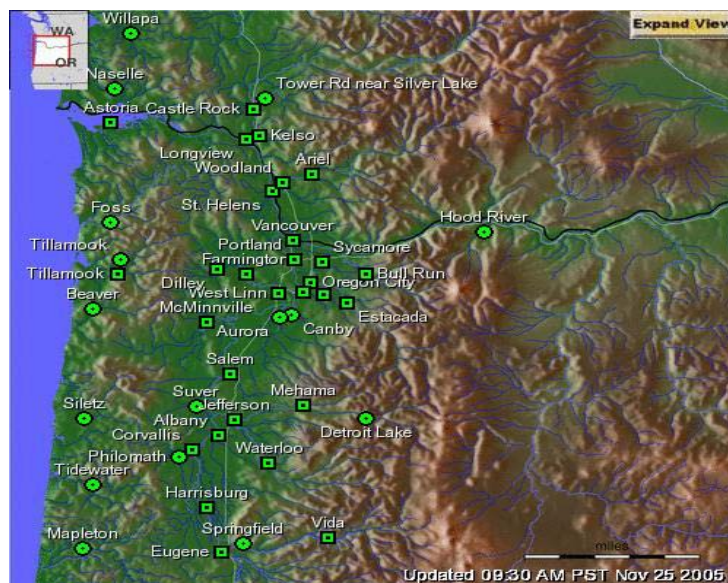 Willapa
Expand View
WA
OR
Naselle
Tower Rd near Silver Lake
Astoria
Castle Rock
Kelso
Longview
Ariel
Woodland
St. Helens
Foss
Hood River
Vancouver
Portland
Sycamore
Tillamook
Farmington
Tillamook
Dilley
Bull Run
Oregon City
Beaver
West Linn
McMinnville
Estacada
Aurora
Canby
Salem
Suver
Mehama
Siletz
Jefferson
Albany
Detroit Lake
Corvallis
Philomath
Waterloo
Tidewater
Harrisburg
Mapleton
Springfield
Vida
Eugene
miles
Updated 09:30 AM PST Nov 25 2005